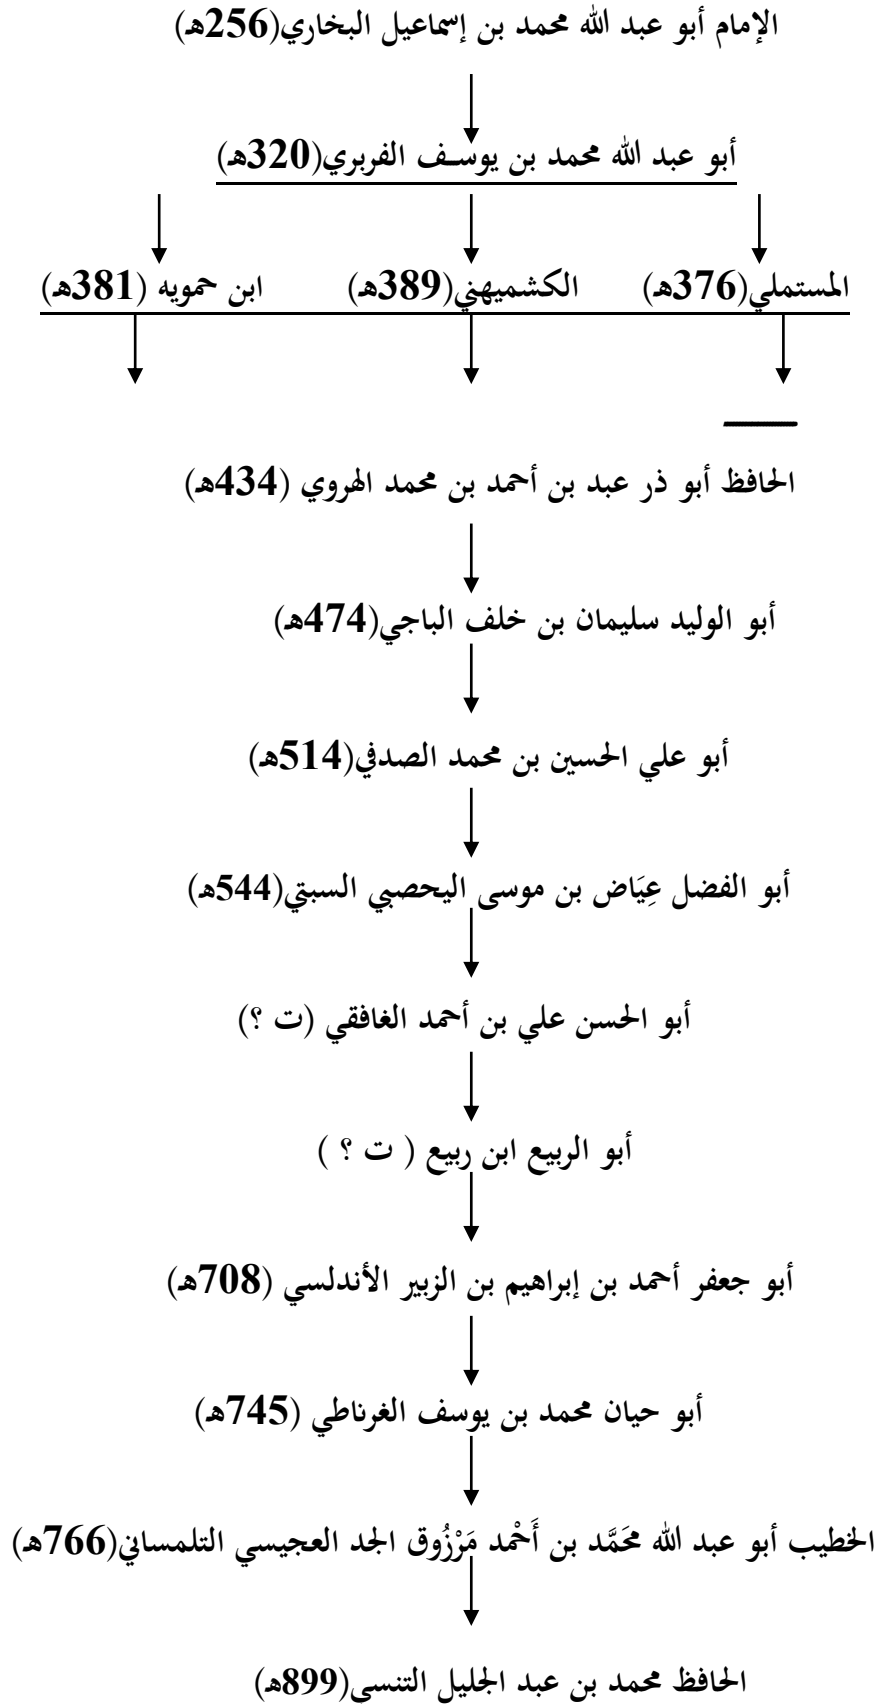 الإمام أبو عبد الله محمد بن إسماعيل البخاري(256هـ)
أبو عبد الله محمد بن يوسف الفربري(320هـ)
المستملي(376هـ) الكشميهني(389هـ) ابن حمويه (381هـ)
الحافظ أبو ذر عبد بن أحمد بن محمد الهروي (434هـ)
أبو الوليد سليمان بن خلف الباجي(474هـ)
أبو علي الحسين بن محمد الصدفي(514هـ)
أبو الفضل عِيَاض بن موسى اليحصبي السبتي(544هـ)
أبو الحسن علي بن أحمد الغافقي (ت ؟)
أبو الربيع ابن ربيع ( ت ؟ )
أبو جعفر أحمد بن إبراهيم بن الزبير الأندلسي (708هـ)
أبو حيان محمد بن يوسف الغرناطي (745هـ)
الخطيب أبو عبد الله محَمَّد بن أَحْمد مَرْزُوق الجد العجيسي التلمساني(766هـ)
الحافظ محمد بن عبد الجليل التنسي(899هـ)